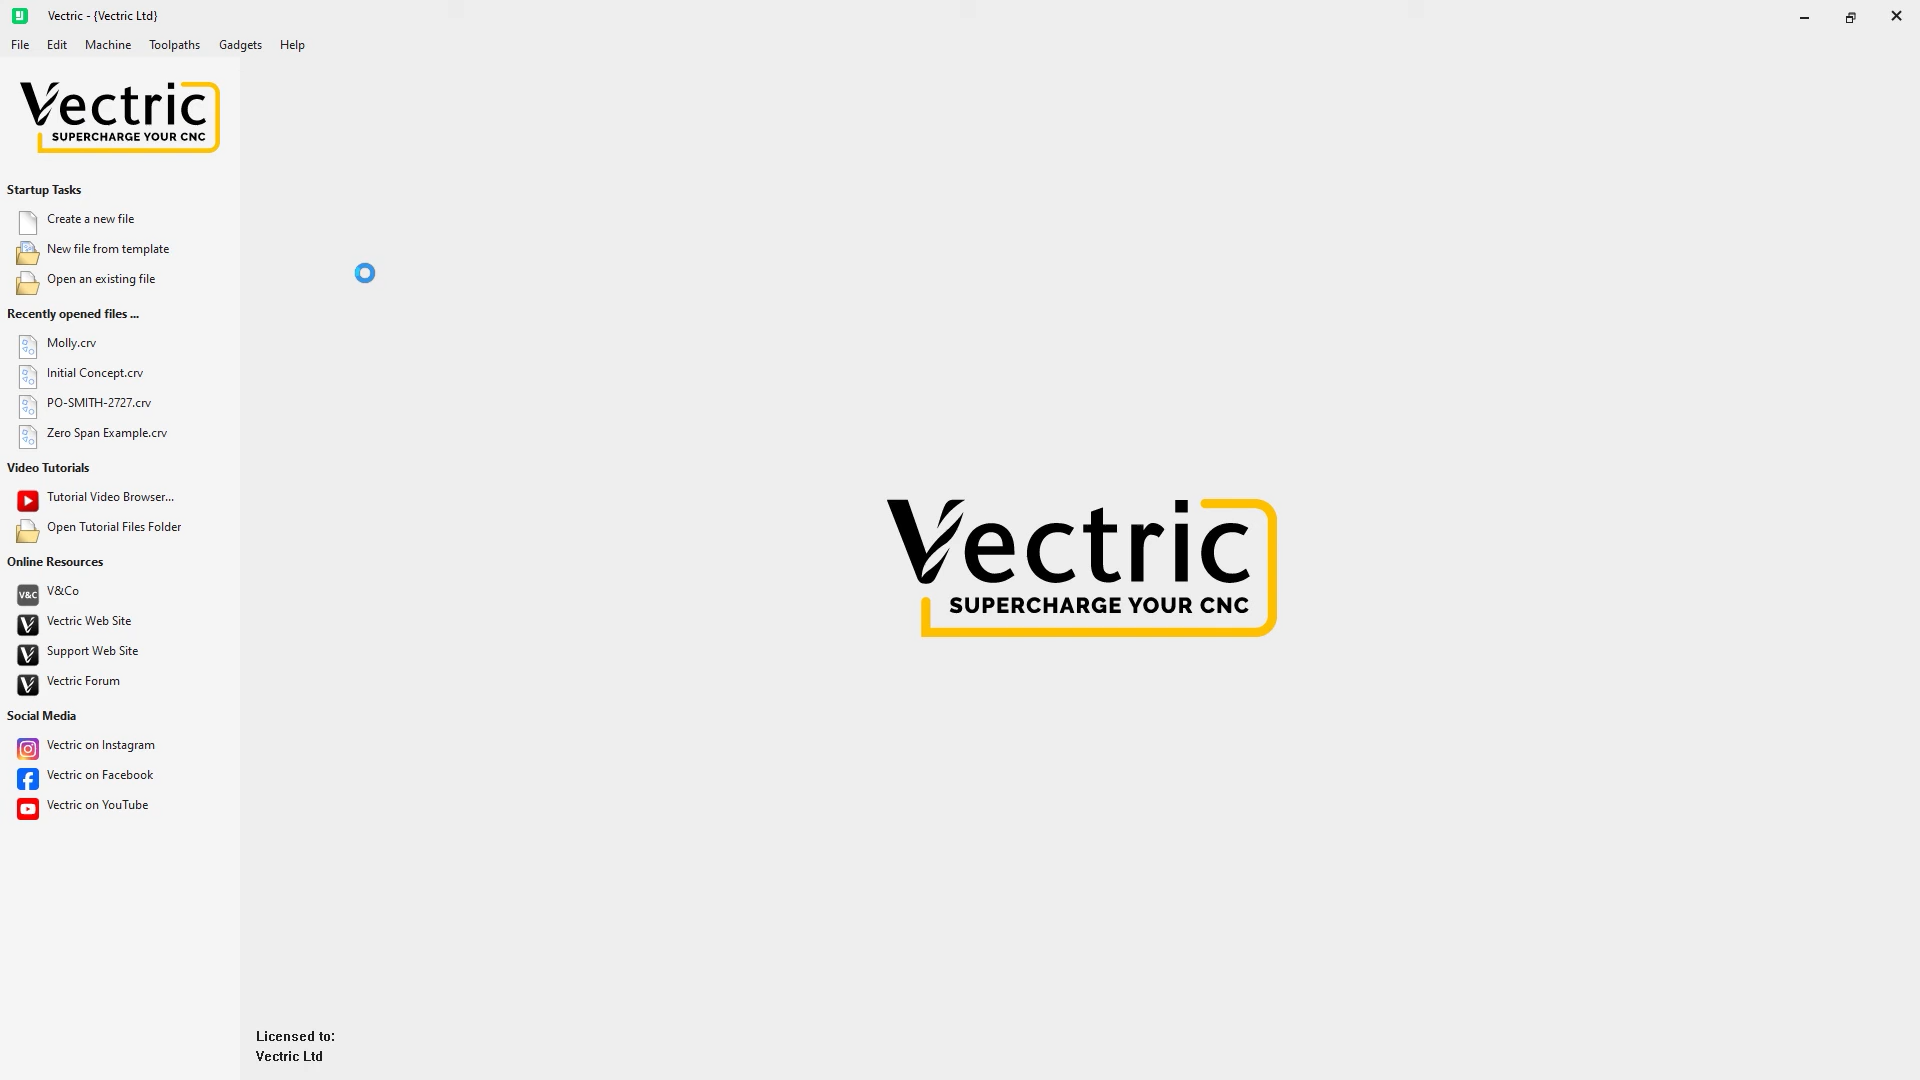 Vectric - {Vectric Ltd}
File Edit Machine Toolpaths Gadgets Help
Vectric
SUPERCHARGE YOUR CNC
Startup Tasks
Create a new file
New file from template
Open an existing file
Recently opened files ...
Molly.crv
Initial Concept.crv
PO-SMITH-2727.crv
Zero Span Example.crv
Video Tutorials
Tutorial Video Browser...
Open Tutorial Files Folder
Online Resources
V&C V&Co
Vectric Web Site
Support Web Site
Vectric Forum
Social Media
Vectric on Instagram
Vectric on Facebook
Vectric on YouTube
Vectric
SUPERCHARGE YOUR CNC
Licensed to:
Vectric Ltd